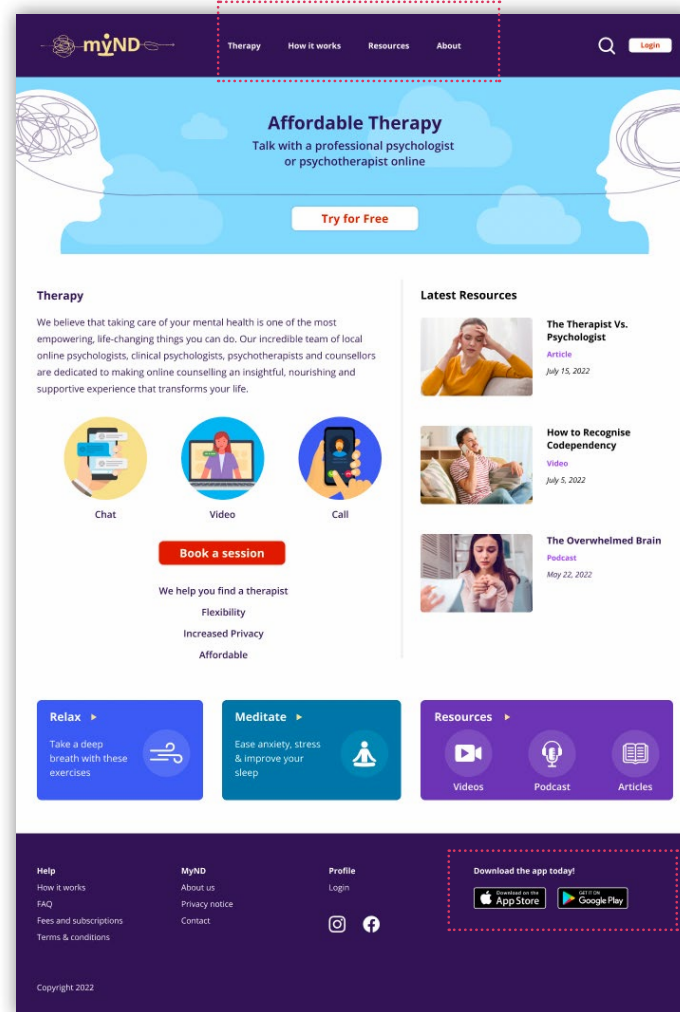 myND
Therapy
How it works
Resources
About
Login
Affordable Therapy
Talk with a professional psychologist
or psychotherapist online
Try for Free
Therapy
We believe that taking care of your mental health is one of the most
empowering, life-changing things you can do. Our incredible team of local
online psychologists, clinical psychologists, psychotherapists and counsellors
are dedicated to making online counselling an insightful, nourishing and
supportive experience that transforms your life.
Chat
Video
Call
Book a session
We help you find a therapist
Flexibility
Increased Privacy
Affordable
Latest Resources
The Therapist Vs.
Psychologist
Article
July 15, 2022
How to Recognise
Codependency
Video
July 5, 2022
The Overwhelmed Brain
Podcast
May 22, 2022
Relax
Take a deep
breath with these
exercises
Meditate
Ease anxiety, stress
& improve your
sleep
Resources
Videos
Podcast
Articles
Help
How it works
FAQ
Fees and subscriptions
Terms & conditions
MyND
About us
Privacy notice
Contact
Profile
Login
Download the app today!
Download on the
App Store
GET IT ON
Google Play
Copyright 2022